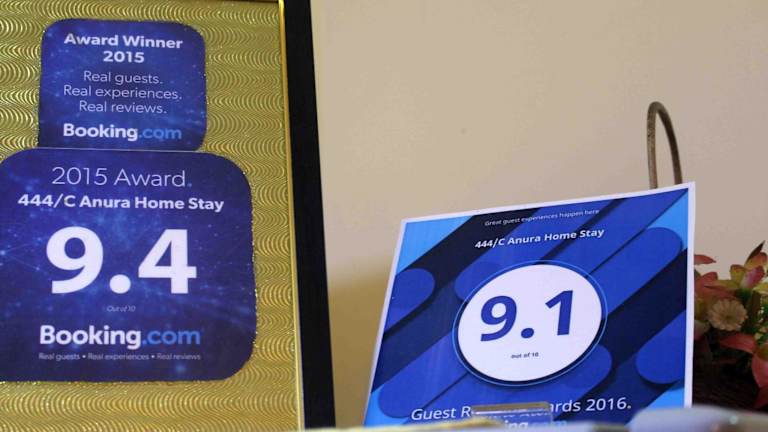 Award Winner
2015
Real guests.
Real experiences.
Real reviews.
Booking.com
2015 Award
444/C Anura Home Stay
9.4
Out of 10
Booking.com
Real guests • Real experiences • Real reviews
Great guest experiences happen here
444/C Anura Home Stay
9.1
out of 10
Guest 2016.